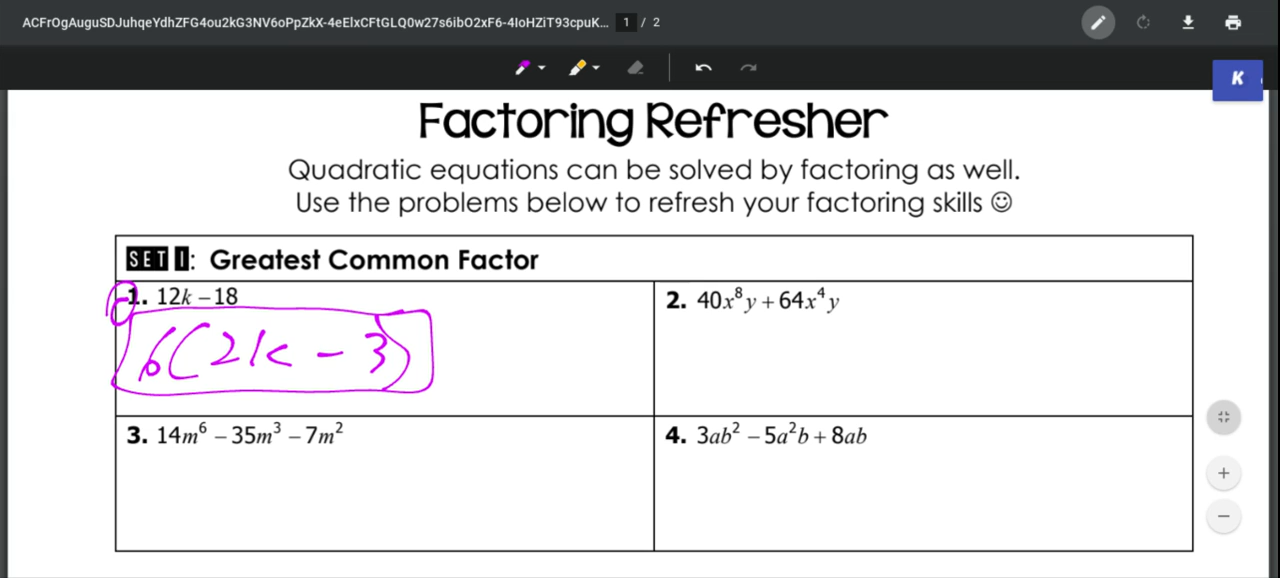 ACFrOgAuguSDJuhqeYdhZFG4ou2kG3NV6oPpZkX-4eElxCFtGLQ0w27s6ibO2xF6-4IoHZiT93cpuK... 1 / 2
K
Factoring Refresher
Quadratic equations can be solved by factoring as well.
Use the problems below to refresh your factoring skills ☺
SET 1: Greatest Common Factor
1. 12k – 18
6(2k - 3)
2. 40x⁸y + 64x⁴y
3. 14m⁶ – 35m³ – 7m²
4. 3ab² – 5a²b + 8ab